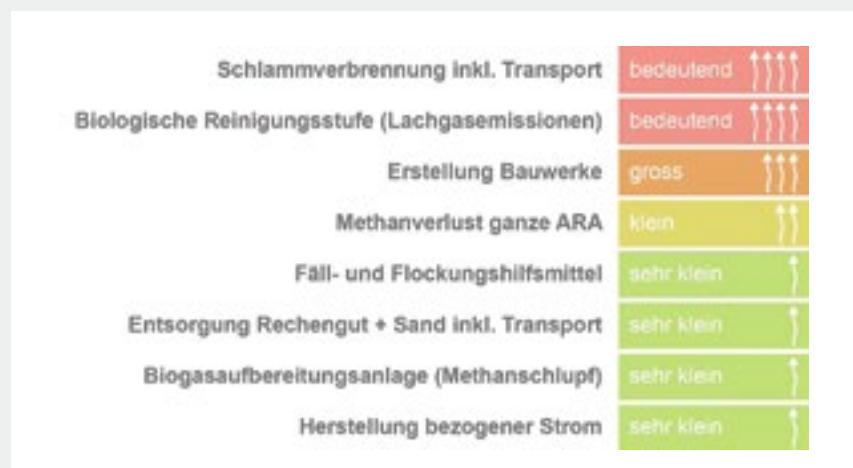 Schlammverbrennung inkl. Transport bedeutend
Biologische Reinigungsstufe (Lachgasemissionen) bedeutend
Erstellung Bauwerke gross
Methanverlust ganze ARA klein
Fäll- und Flockungshilfsmittel sehr klein
Entsorgung Rechengut + Sand inkl. Transport sehr klein
Biogasaufbereitungsanlage (Methanschlupf) sehr klein
Herstellung bezogener Strom sehr klein